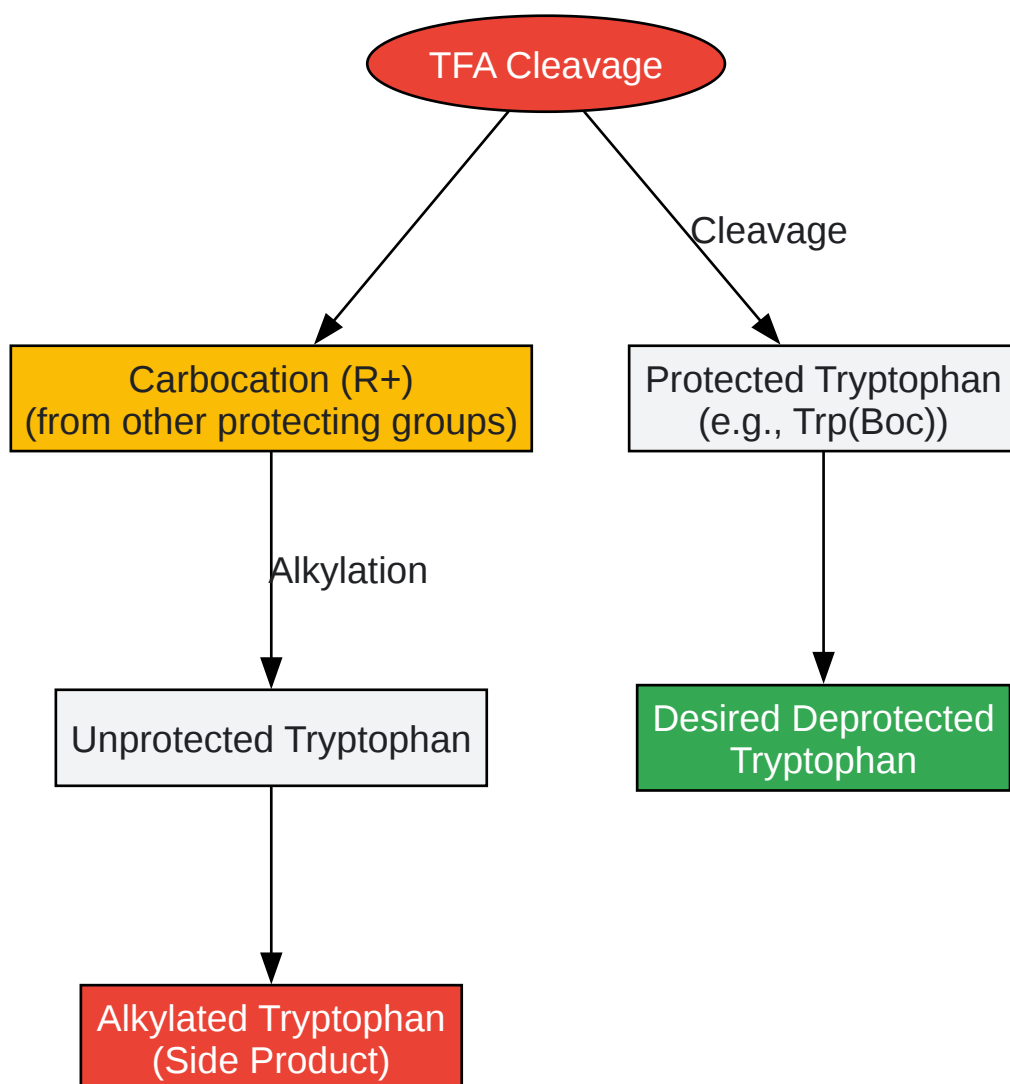 TFA Cleavage
Cleavage
Carbocation (R+)
(from other protecting groups)
Protected Tryptophan
(e.g., Trp(Boc))
Alkylation
Unprotected Tryptophan
Desired Deprotected
Tryptophan
Alkylated Tryptophan
(Side Product)